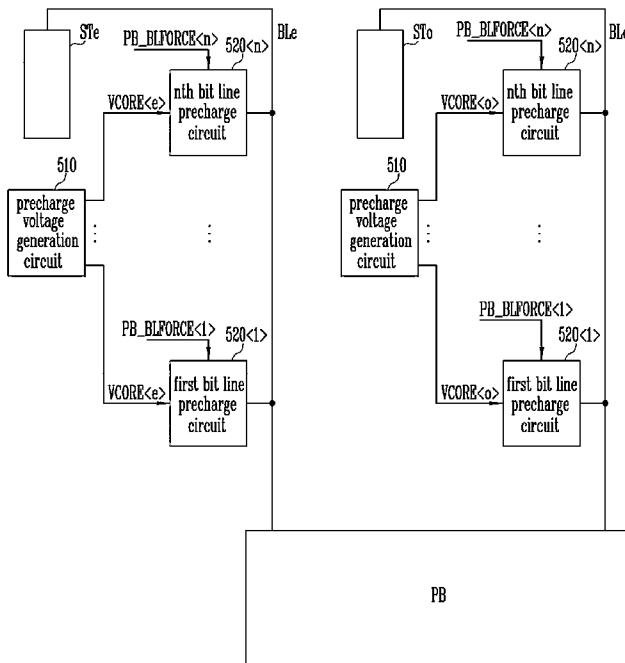 STe
BLe
PB_BLFORCE<n>
520<n>
VCORE<e>
nth bit line
precharge
circuit
510
precharge
voltage
generation
circuit
PB_BLFORCE<1>
520<1>
VCORE<e>
first bit line
precharge
circuit
STo
BLe
PB_BLFORCE<n>
520<n>
VCORE<o>
nth bit line
precharge
circuit
510
precharge
voltage
generation
circuit
PB_BLFORCE<1>
520<1>
VCORE<o>
first bit line
precharge
circuit
PB